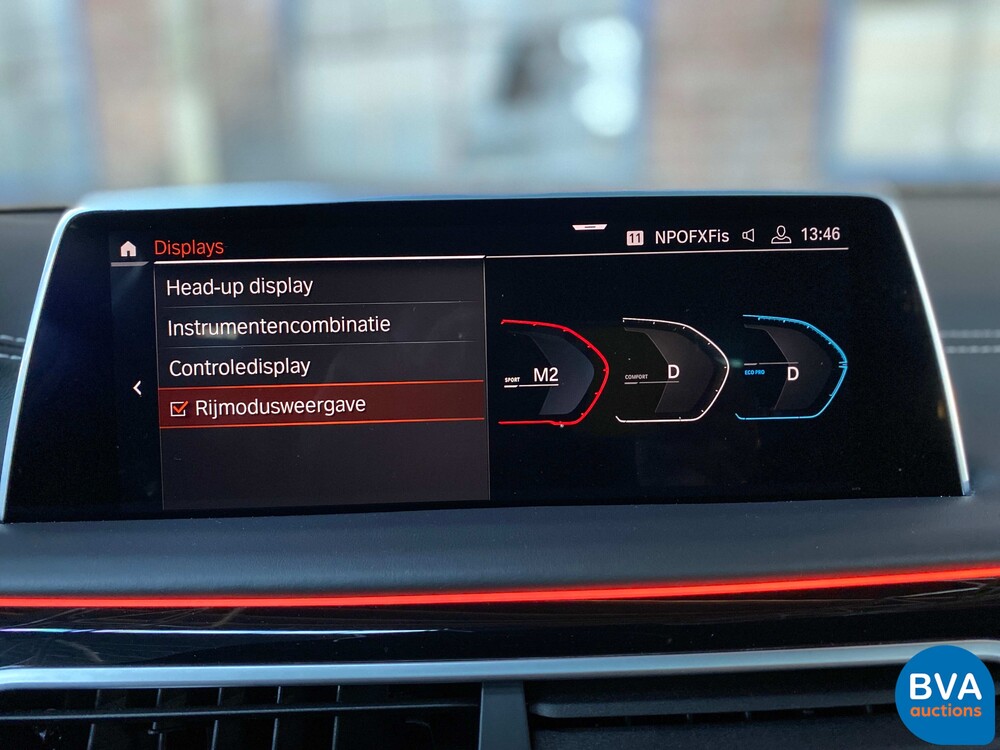 Displays
11 NPOFXFis 13:46
Head-up display
Instrumentencombinatie
Controledisplay
Rijmodusweergave
SPORT M2
COMFORT D
ECO PRO D
BVA
auctions